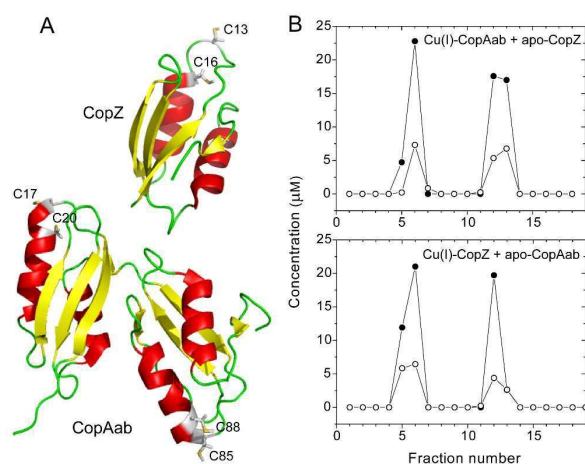 A
C13
C16
CopZ
C17
C20
C88
C85
CopAab
B
Concentration (µM)
25
20
15
10
5
0
Cu(I)-CopAab + apo-CopZ
25
20
15
10
5
0
Cu(I)-CopZ + apo-CopAab
0 5 10 15
Fraction number